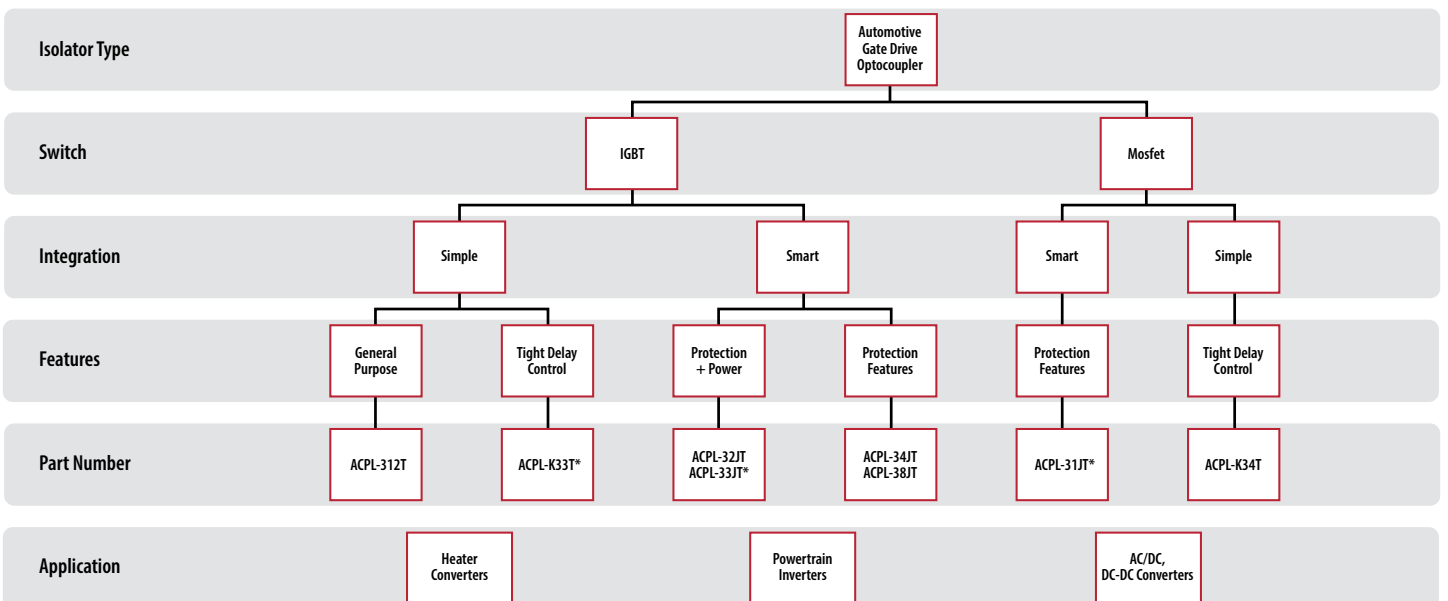 Isolator Type
Automotive
Gate Drive
Optocoupler
Switch
IGBT
Mosfet
Integration
Simple
Smart
Smart
Simple
Features
General
Purpose
Tight Delay
Control
Protection
+ Power
Protection
Features
Protection
Features
Tight Delay
Control
Part Number
ACPL-312T
ACPL-K33T*
ACPL-32JT
ACPL-33JT*
ACPL-34JT
ACPL-38JT
ACPL-31JT*
ACPL-K34T
Application
Heater
Converters
Powertrain
Inverters
AC/DC,
DC-DC Converters